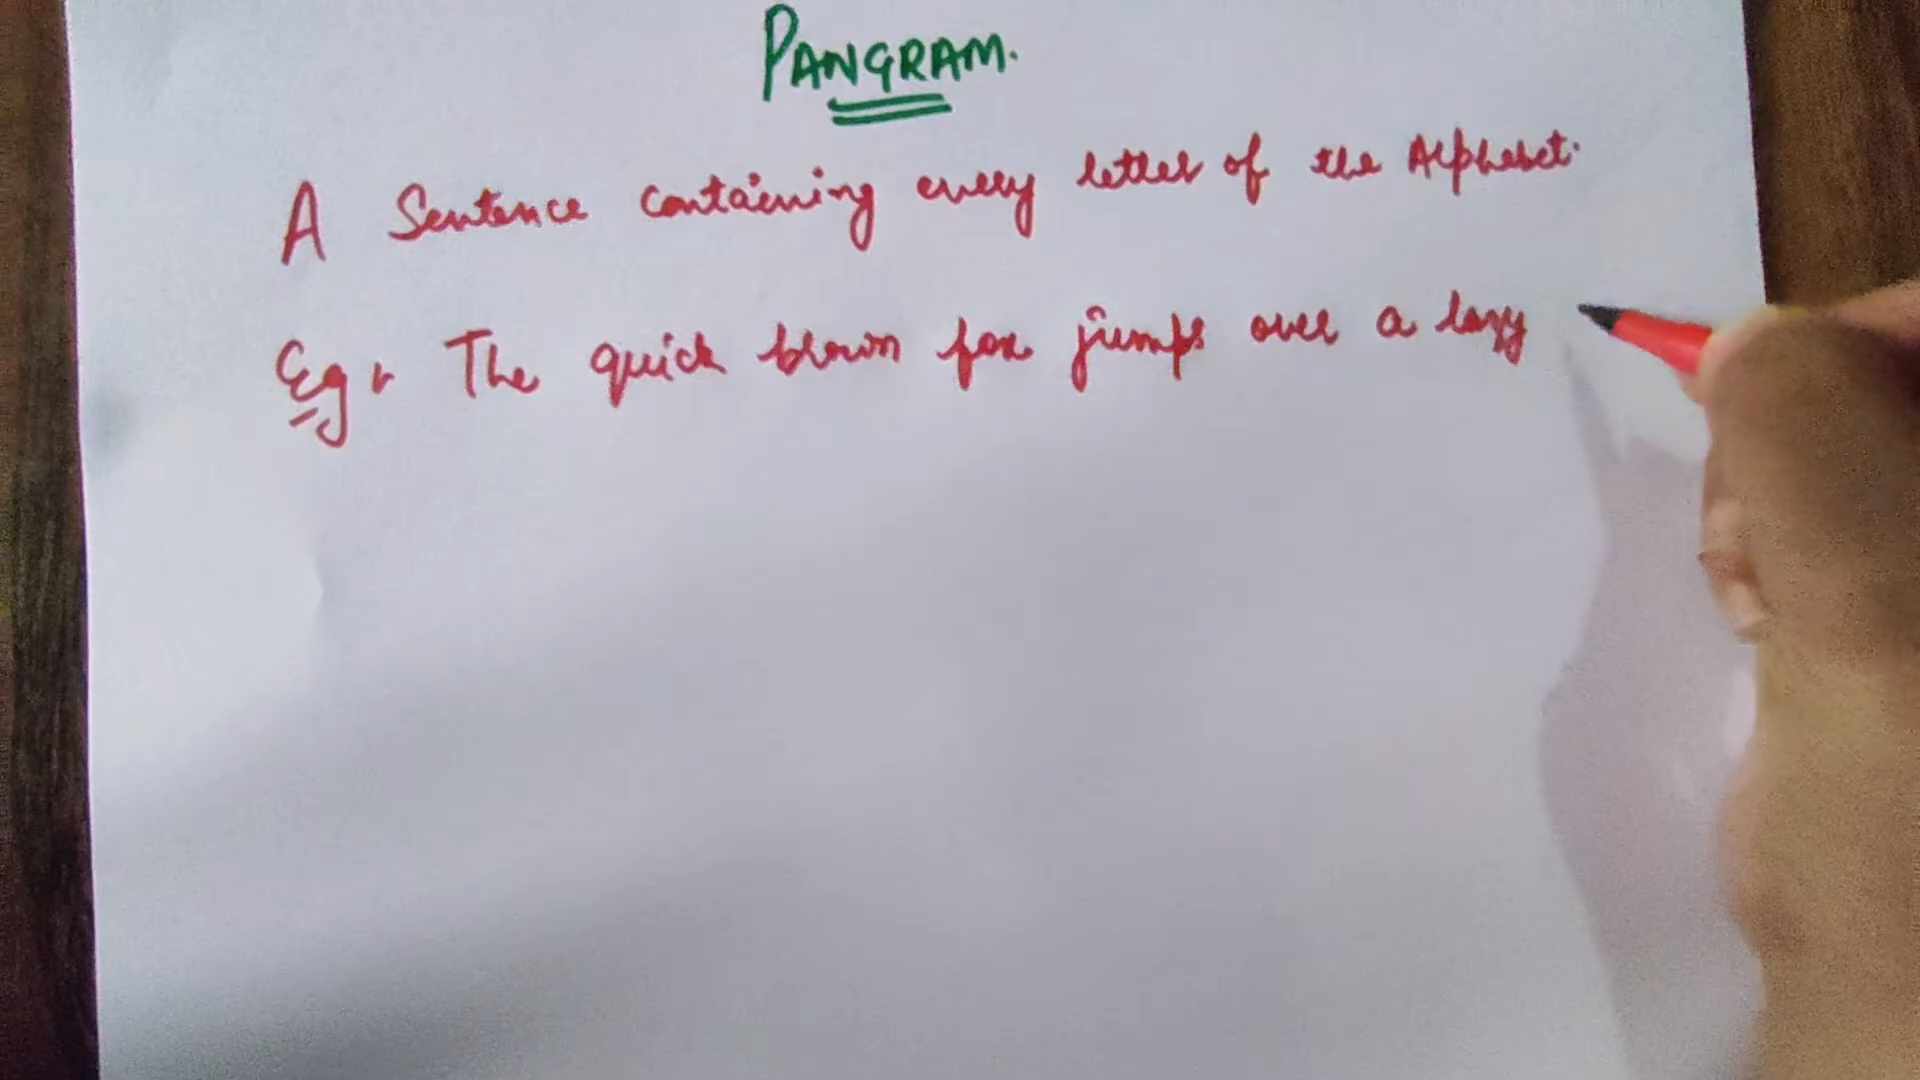 PANGRAM.
A Sentence containing every letter of the Alphabet.
Eg:- The quick brown fox jumps over a lazy